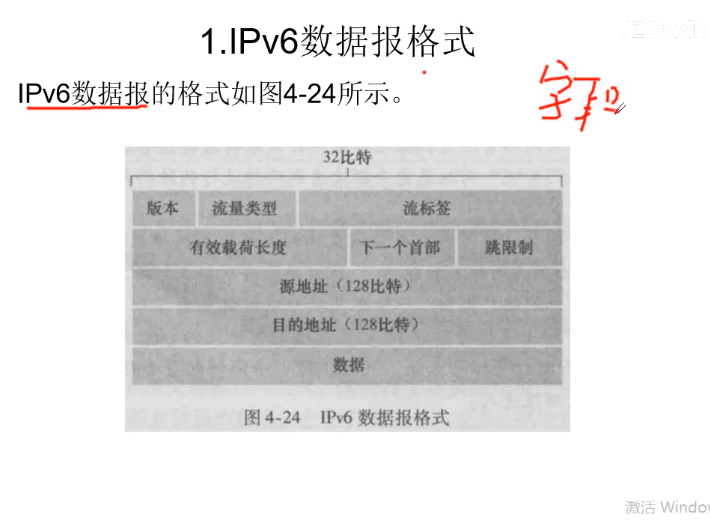 1.IPv6数据报格式
IPv6数据报的格式如图4-24所示。
32比特
版本 流量类型 流标签
有效载荷长度 下一个首部 跳限制
源地址（128比特）
目的地址（128比特）
数据
图 4-24 IPv6 数据报格式
激活 Window